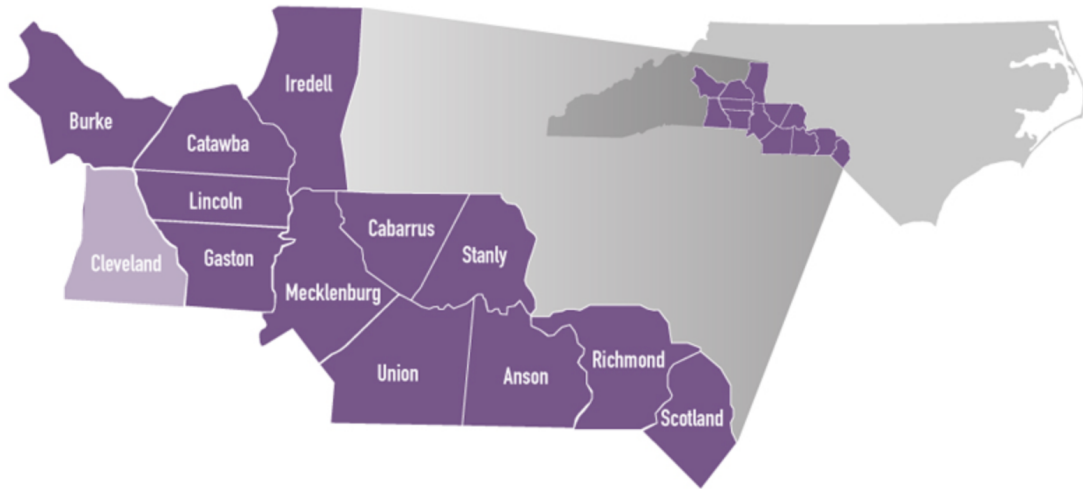 Iredell
Burke
Catawba
Lincoln
Cabarrus
Stanly
Cleveland
Gaston
Mecklenburg
Union
Anson
Richmond
Scotland